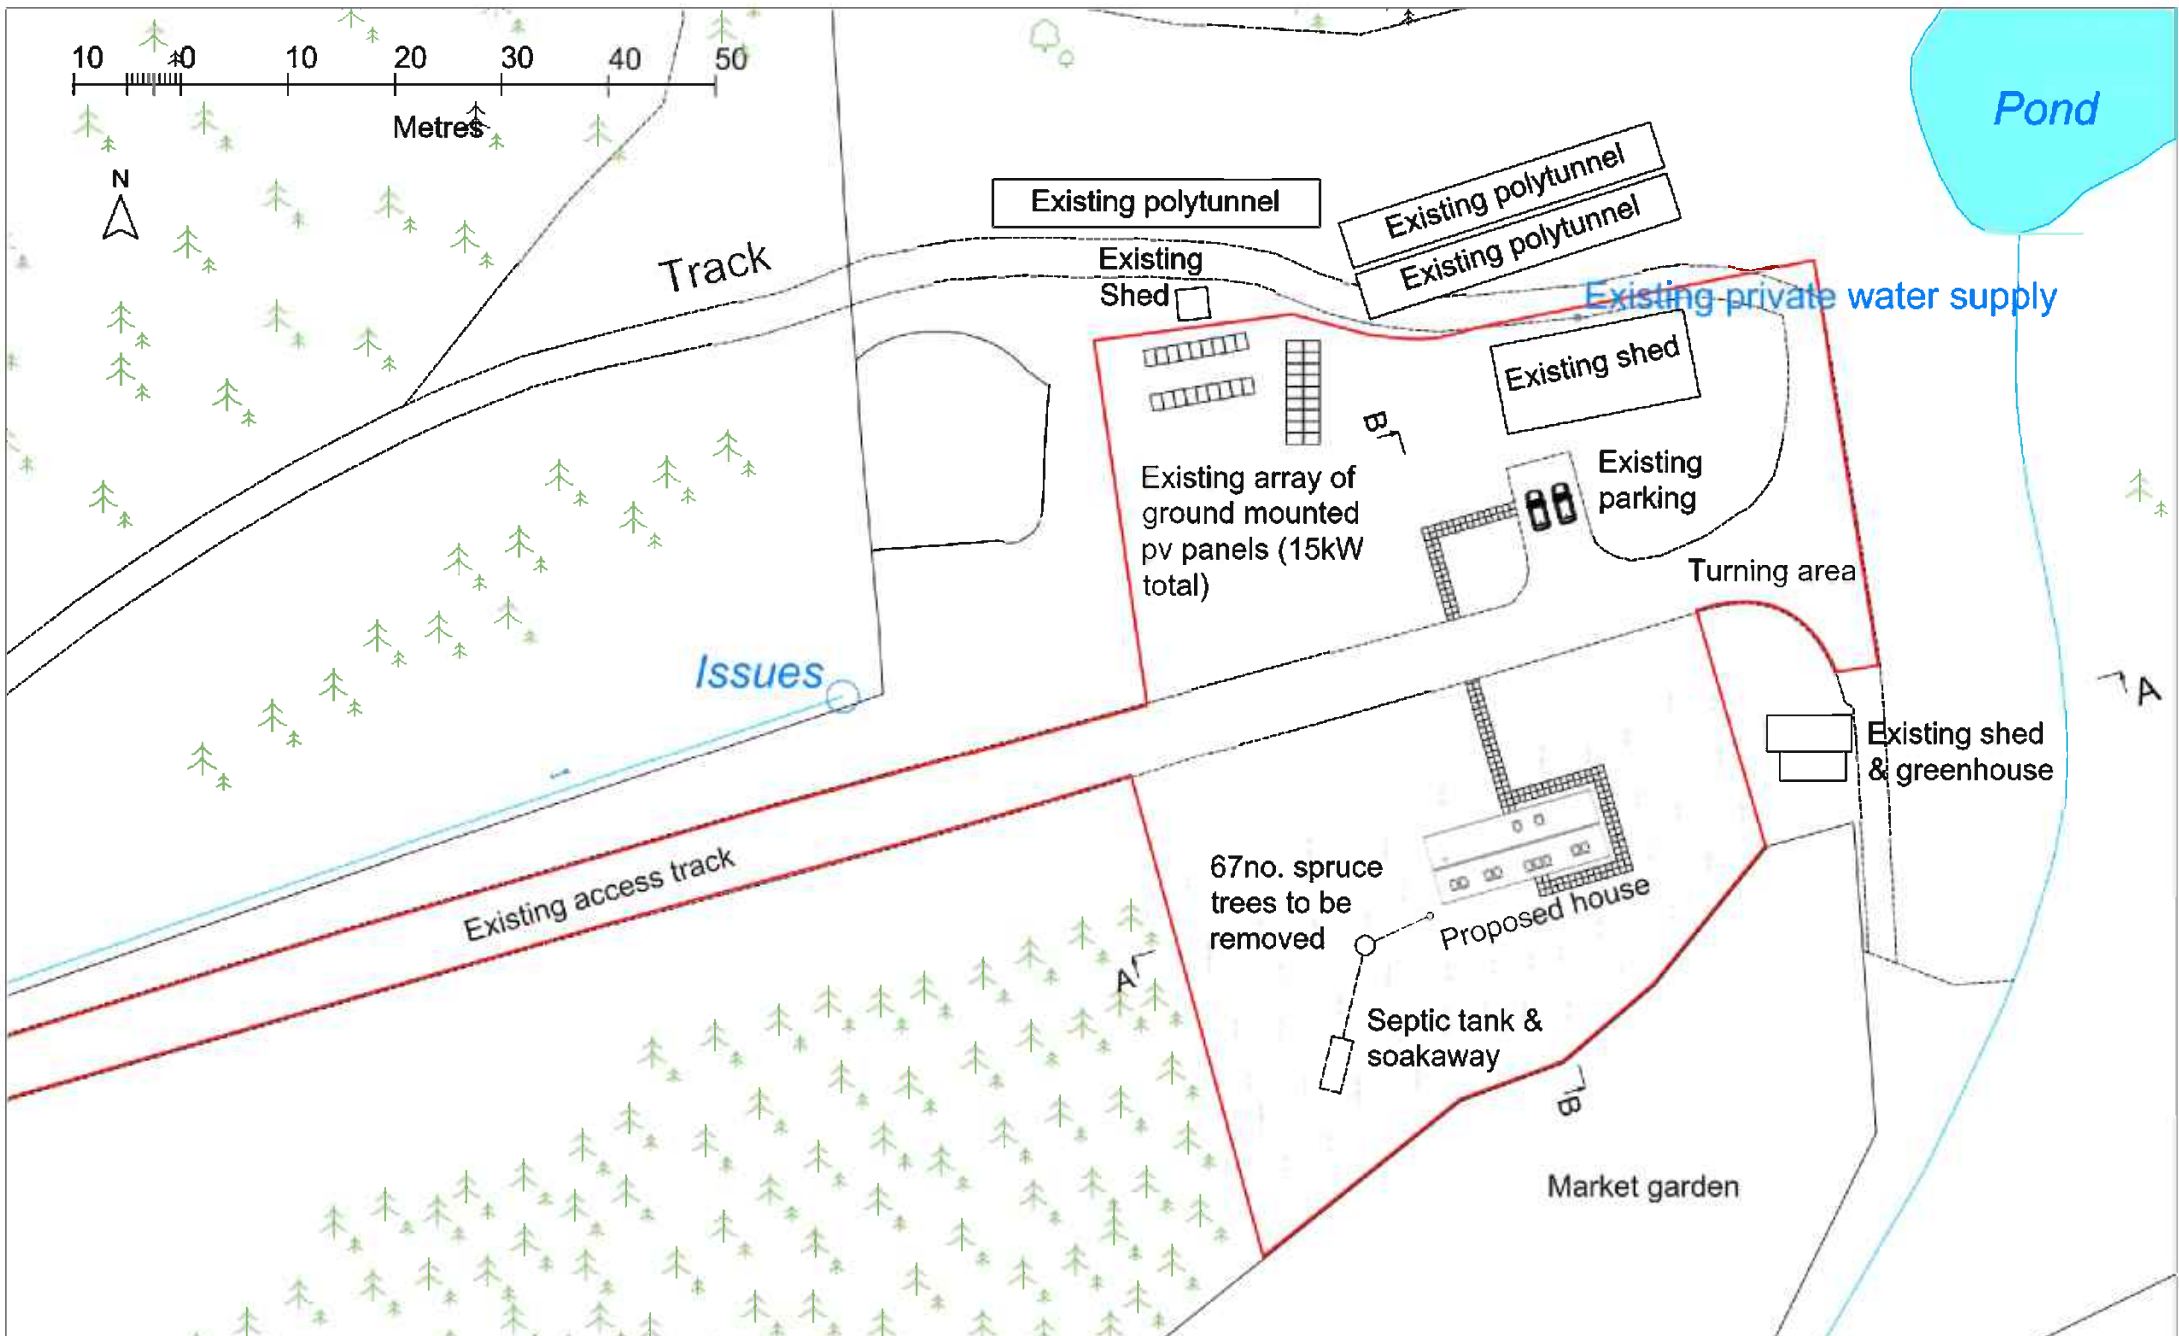 10 0 10 20 30 40 50
Metres
N
Pond
Existing polytunnel
Existing polytunnel
Existing polytunnel
Track
Existing
Shed
Existing private water supply
Existing shed
B
Existing array of
ground mounted
pv panels (15kW
total)
Existing
parking
Turning area
Issues
A
Existing shed
& greenhouse
Existing access track
67no. spruce
trees to be
removed
Proposed house
A
Septic tank &
soakaway
B
Market garden